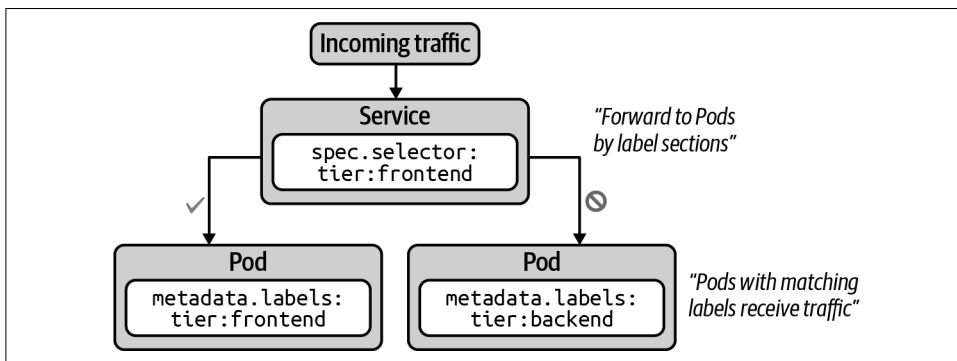 Incoming traffic
Service
spec.selector:
tier:frontend
“Forward to Pods
by label sections”
Pod
metadata.labels:
tier:frontend
Pod
metadata.labels:
tier:backend
“Pods with matching
labels receive traffic”